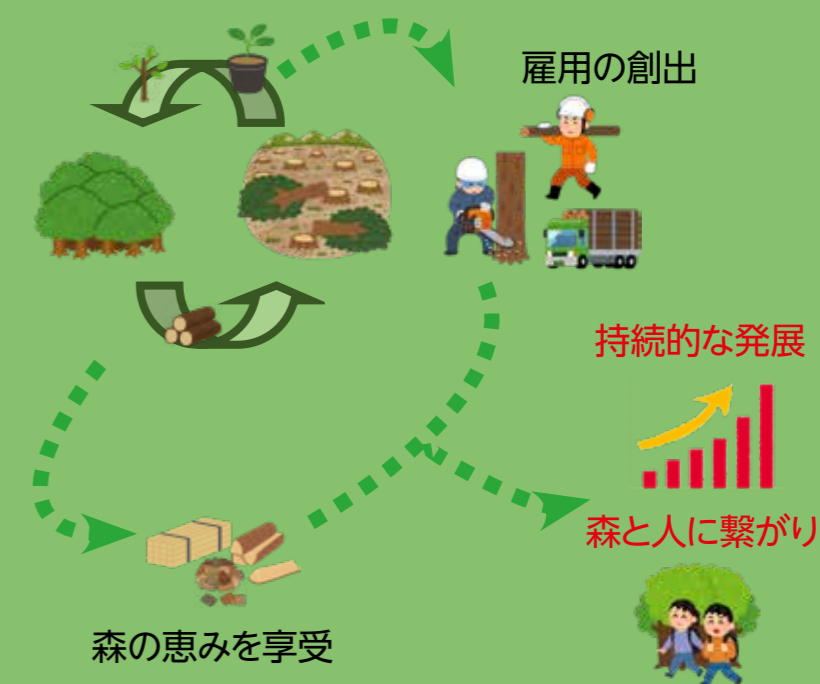 雇用の創出
持続的な発展
森と人に繋がり
森の恵みを享受